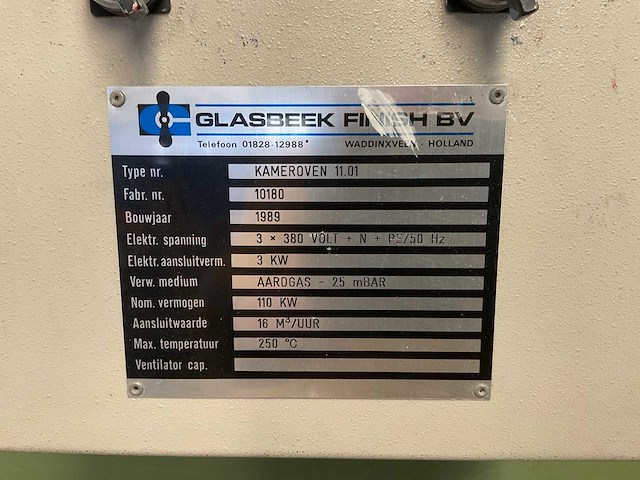 GLASBEEK FINISH BV
Telefoon 01828-12988*
WADDINXVEEN - HOLLAND
Type nr. KAMEROVEN 11.01
Fabr. nr. 10180
Bouwjaar 1989
Elektr. spanning 3 × 380 VOLT + N + PE/50 Hz
Elektr. aansluitverm. 3 KW
Verw. medium AARDGAS - 25 mBAR
Nom. vermogen 110 KW
Aansluitwaarde 16 M³/UUR
Max. temperatuur 250 °C
Ventilator cap.